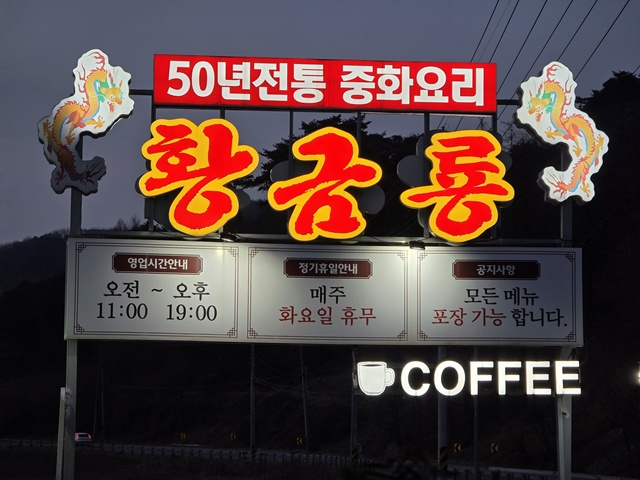 50년전통 중화요리
황금룡
영업시간안내
오전 ~ 오후
11:00 19:00
정기휴일안내
매주
화요일 휴무
공지사항
모든 메뉴
포장 가능 합니다.
COFFEE